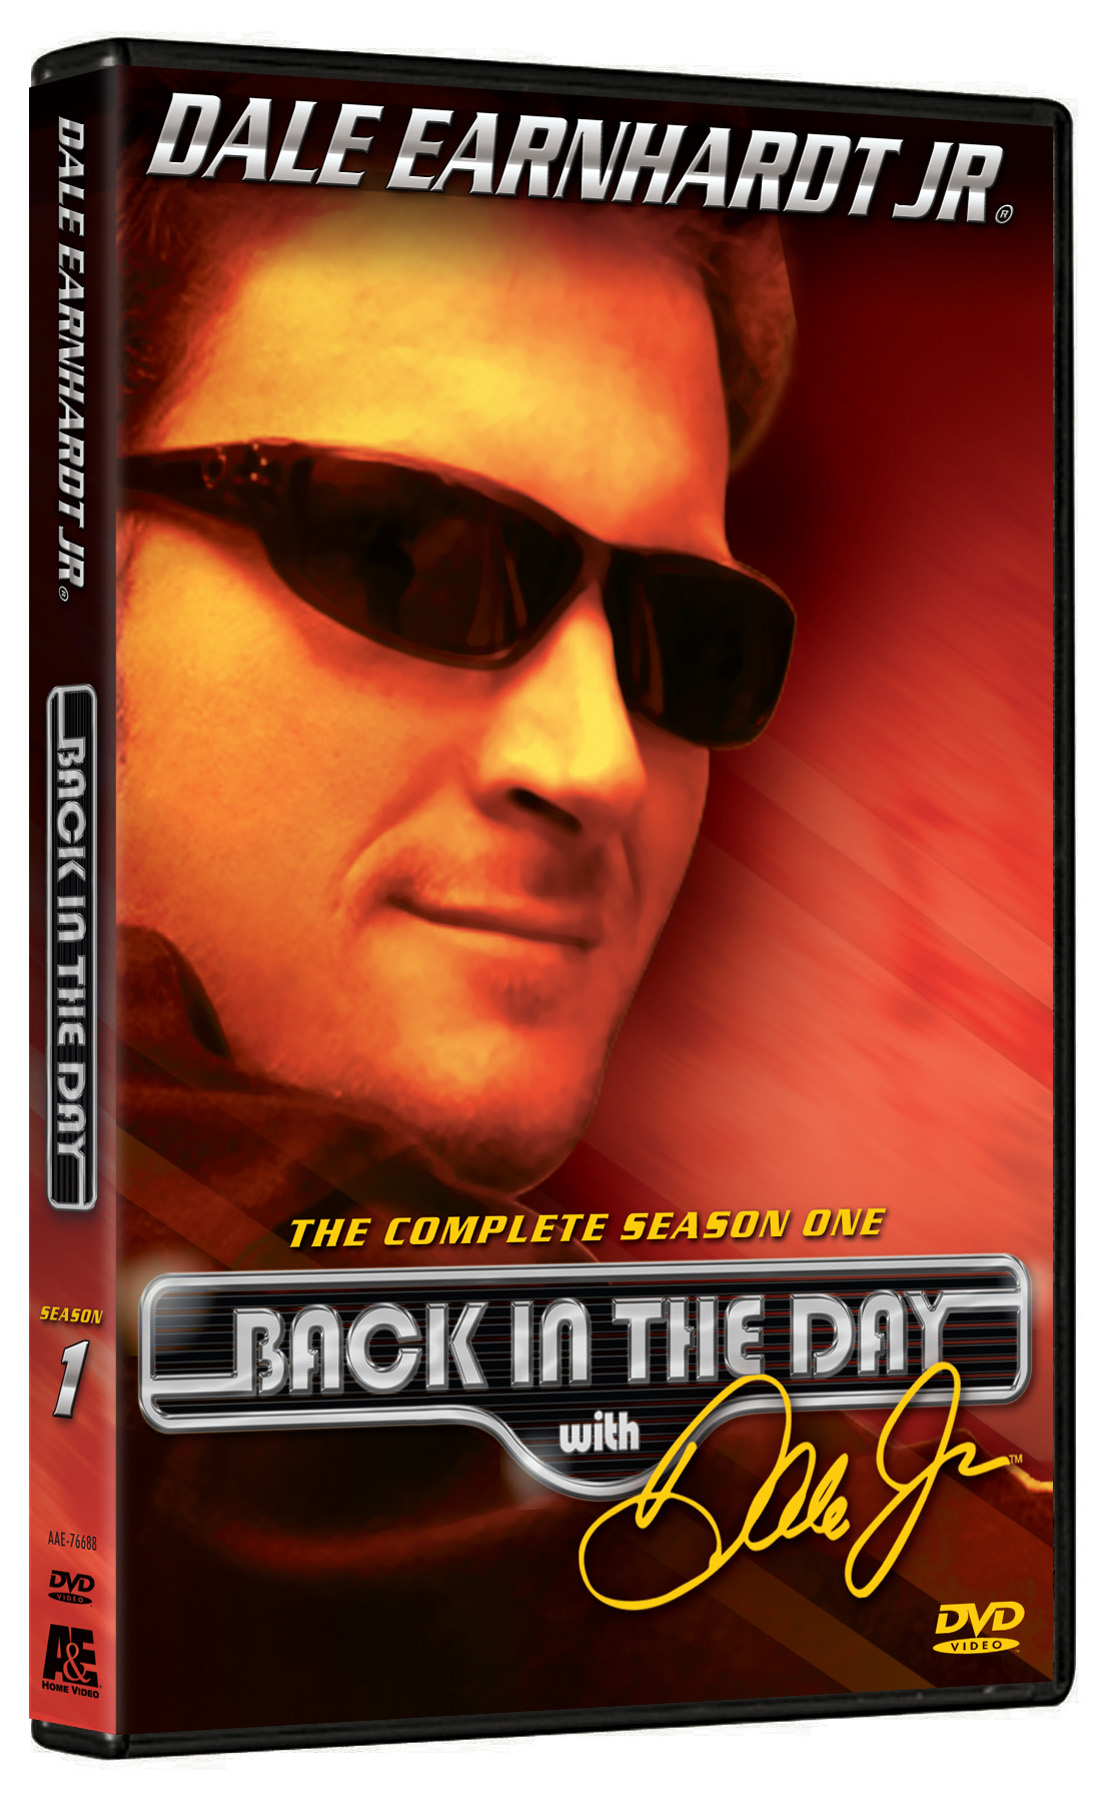 DALE EARNHARDT JR®
THE COMPLETE SEASON ONE
BACK IN THE DAY
with
Dale Jr™
DVD
VIDEO
DALE EARNHARDT JR®
BACK IN THE DAY
SEASON
1
AAE-76688
DVD
VIDEO
A&E
HOME VIDEO